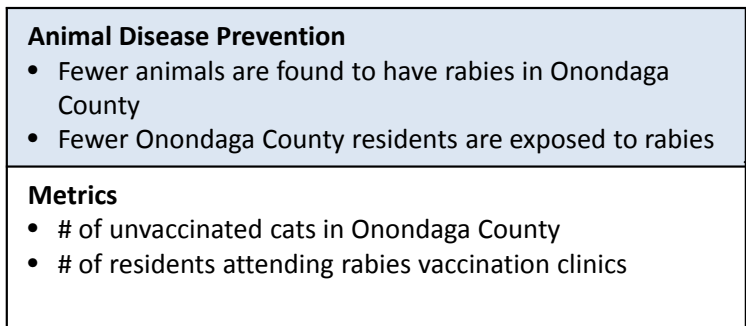 Animal Disease Prevention
• Fewer animals are found to have rabies in Onondaga
County
• Fewer Onondaga County residents are exposed to rabies
Metrics
• # of unvaccinated cats in Onondaga County
• # of residents attending rabies vaccination clinics